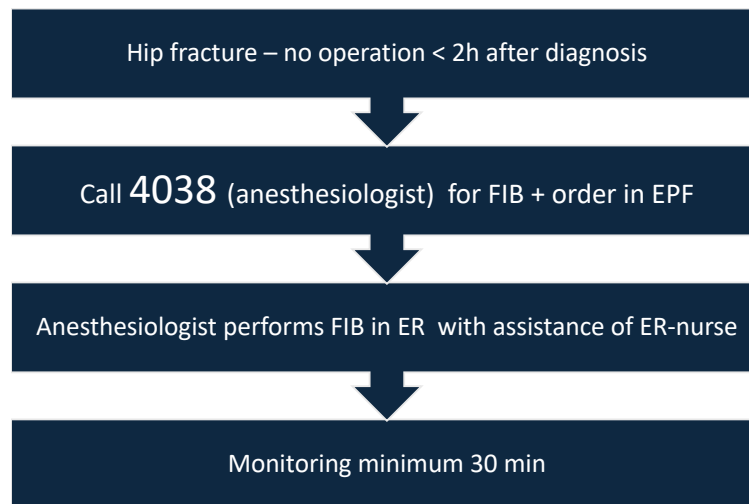 Hip fracture – no operation < 2h after diagnosis
Call 4038 (anesthesiologist) for FIB + order in EPF
Anesthesiologist performs FIB in ER with assistance of ER-nurse
Monitoring minimum 30 min